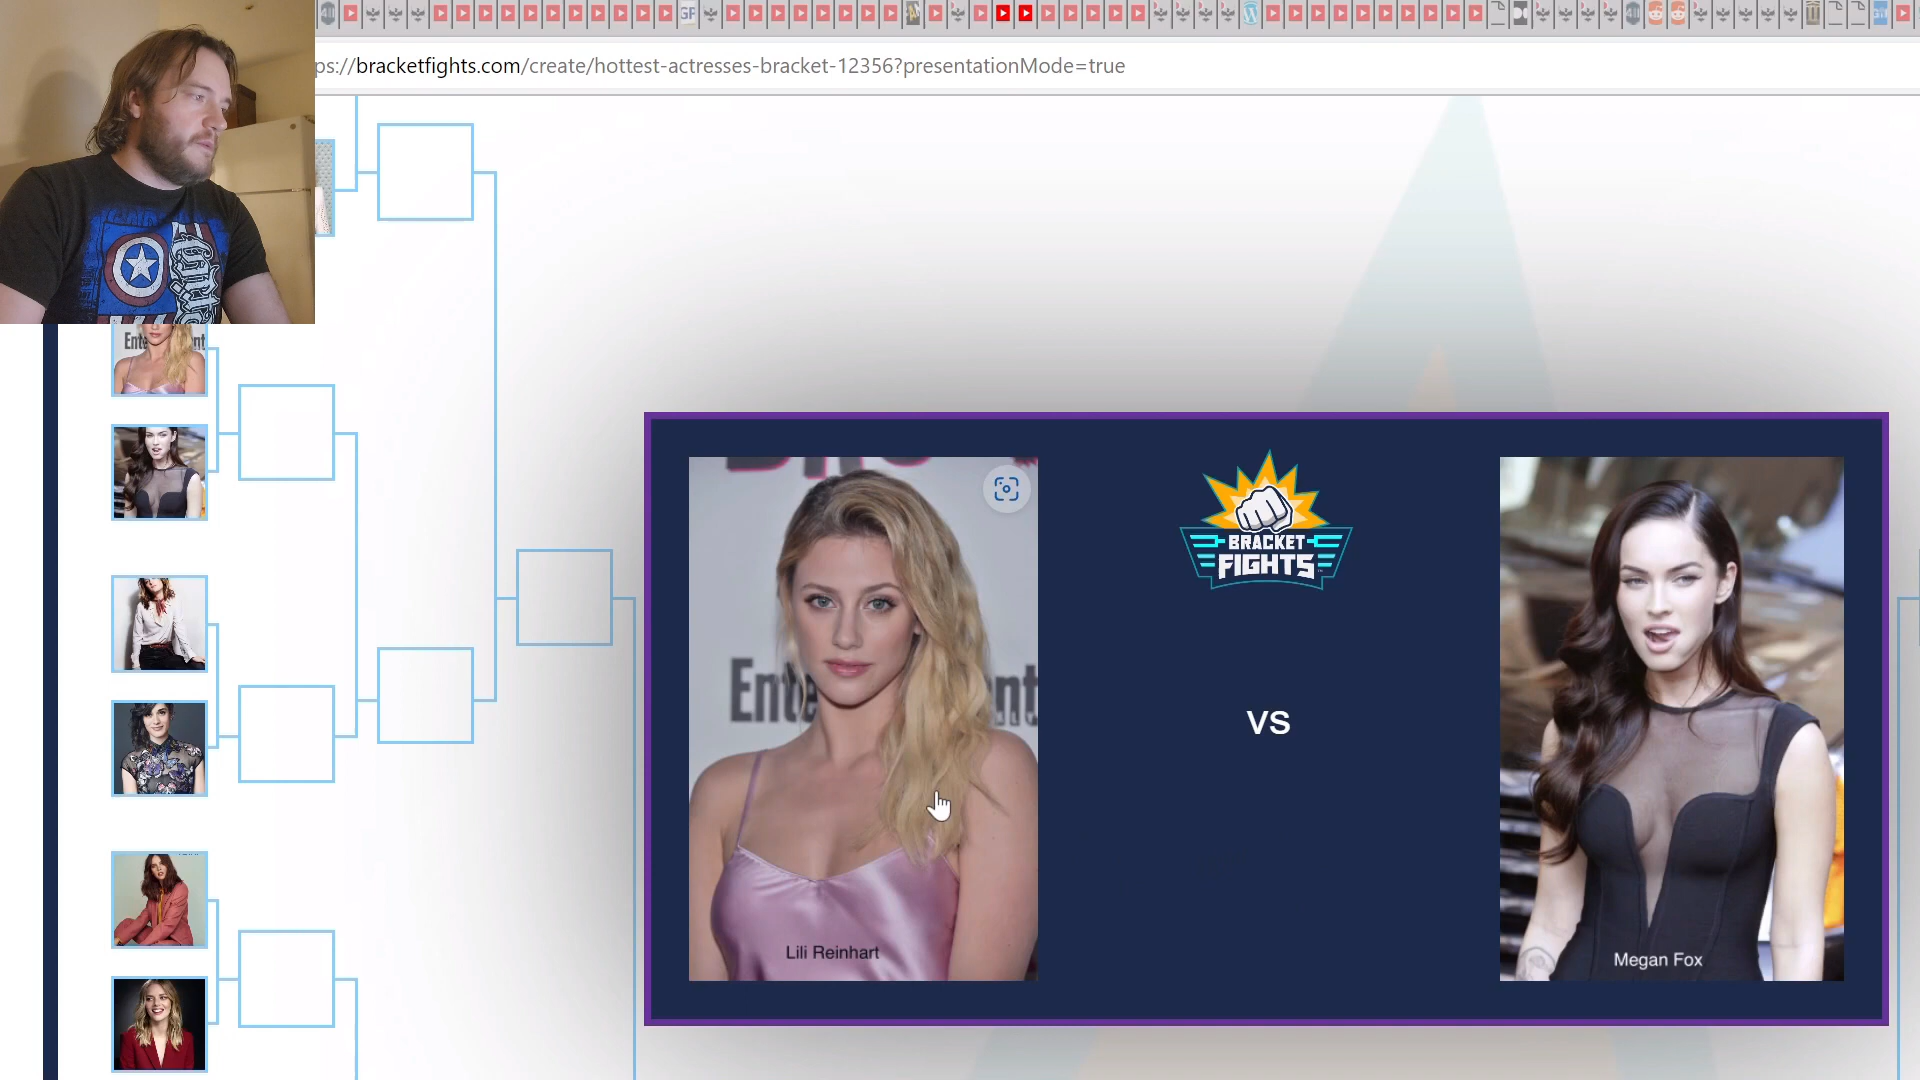 ps://bracketfights.com/create/hottest-actresses-bracket-12356?presentationMode=true
Ente nt
BRACKET
FIGHTS
Ente nt
VS
Lili Reinhart
Megan Fox